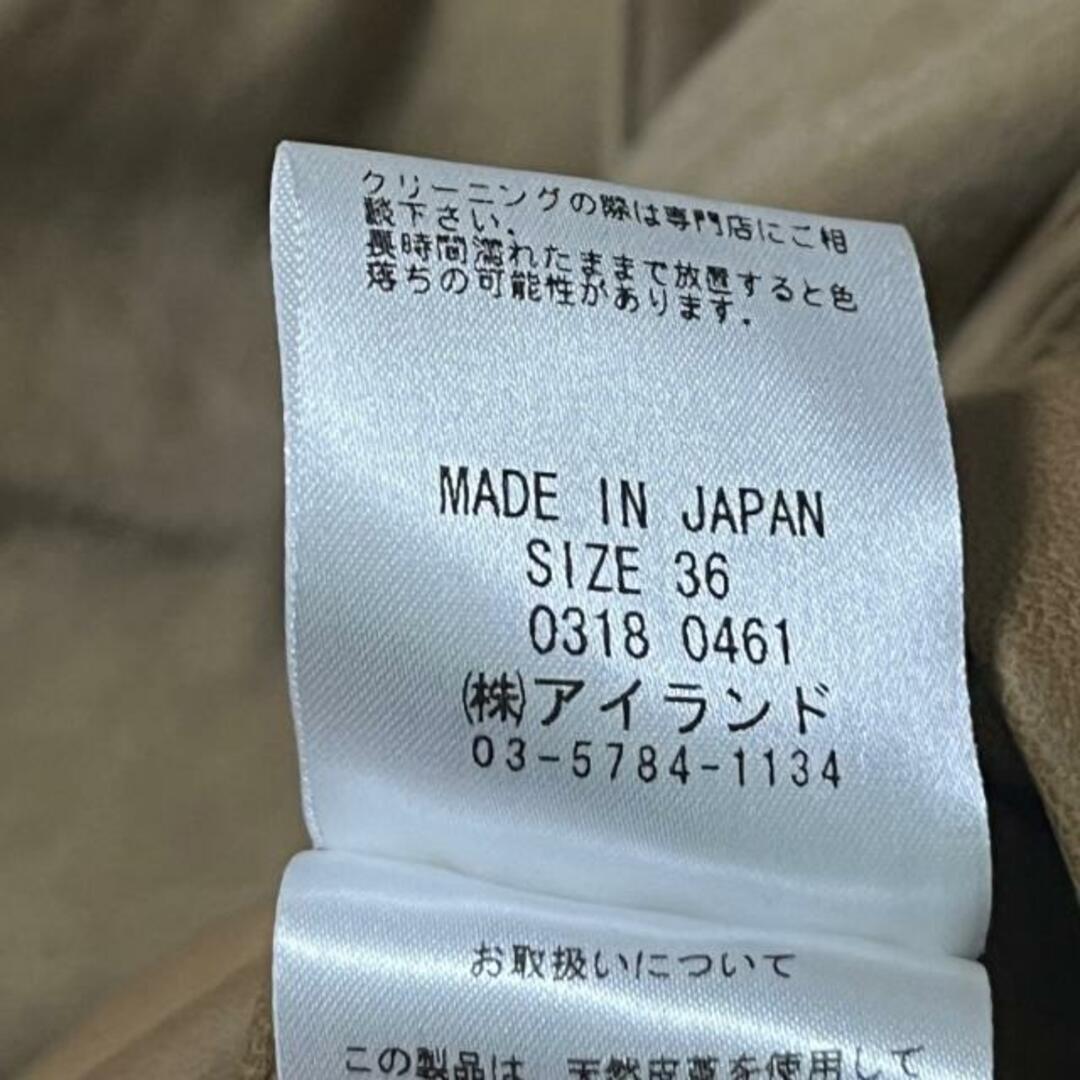 クリーニングの際は専門店にご相
談下さい．
長時間濡れたままで放置すると色
落ちの可能性があります．
MADE IN JAPAN
SIZE 36
0318 0461
(株)アイランド
03-5784-1134
お取扱いについて
この製品は、天然皮革を使用して